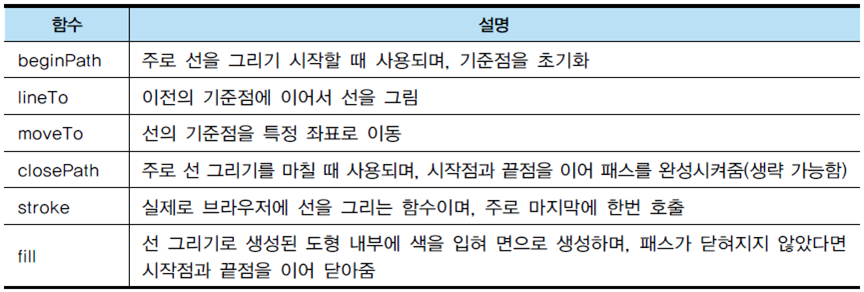 함수 설명
beginPath 주로 선을 그리기 시작할 때 사용되며, 기준점을 초기화
lineTo 이전의 기준점에 이어서 선을 그림
moveTo 선의 기준점을 특정 좌표로 이동
closePath 주로 선 그리기를 마칠 때 사용되며, 시작점과 끝점을 이어 패스를 완성시켜줌(생략 가능함)
stroke 실제로 브라우저에 선을 그리는 함수이며, 주로 마지막에 한번 호출
fill 선 그리기로 생성된 도형 내부에 색을 입혀 면으로 생성하며, 패스가 닫혀지지 않았다면
시작점과 끝점을 이어 닫아줌